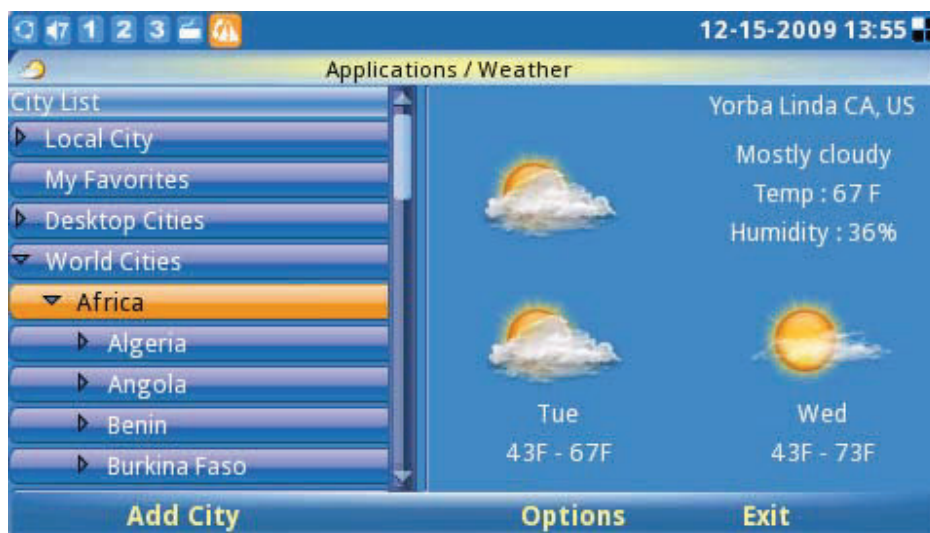 47 1 2 3 12-15-2009 13:55
Applications / Weather
City List
Local City
My Favorites
Desktop Cities
World Cities
Africa
Algeria
Angola
Benin
Burkina Faso
Yorba Linda CA, US
Mostly cloudy
Temp : 67 F
Humidity : 36%
Tue
43F - 67F
Wed
43F - 73F
Add City Options Exit